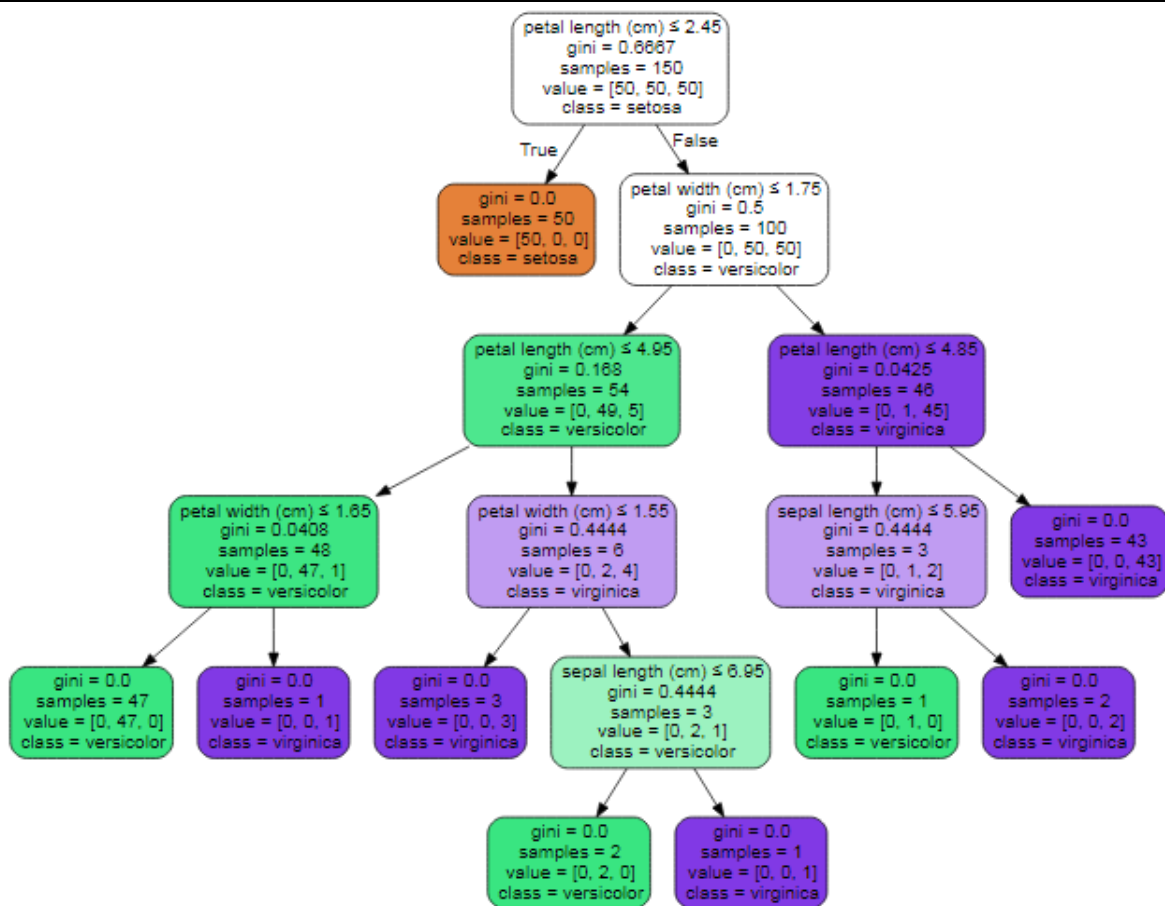 petal length (cm) ≤ 2.45
gini = 0.6667
samples = 150
value = [50, 50, 50]
class = setosa
True
False
gini = 0.0
samples = 50
value = [50, 0, 0]
class = setosa
petal width (cm) ≤ 1.75
gini = 0.5
samples = 100
value = [0, 50, 50]
class = versicolor
petal length (cm) ≤ 4.95
gini = 0.168
samples = 54
value = [0, 49, 5]
class = versicolor
petal length (cm) ≤ 4.85
gini = 0.0425
samples = 46
value = [0, 1, 45]
class = virginica
petal width (cm) ≤ 1.65
gini = 0.0408
samples = 48
value = [0, 47, 1]
class = versicolor
petal width (cm) ≤ 1.55
gini = 0.4444
samples = 6
value = [0, 2, 4]
class = virginica
sepal length (cm) ≤ 5.95
gini = 0.4444
samples = 3
value = [0, 1, 2]
class = virginica
gini = 0.0
samples = 43
value = [0, 0, 43]
class = virginica
gini = 0.0
samples = 47
value = [0, 47, 0]
class = versicolor
gini = 0.0
samples = 1
value = [0, 0, 1]
class = virginica
gini = 0.0
samples = 3
value = [0, 0, 3]
class = virginica
sepal length (cm) ≤ 6.95
gini = 0.4444
samples = 3
value = [0, 2, 1]
class = versicolor
gini = 0.0
samples = 1
value = [0, 1, 0]
class = versicolor
gini = 0.0
samples = 2
value = [0, 0, 2]
class = virginica
gini = 0.0
samples = 2
value = [0, 2, 0]
class = versicolor
gini = 0.0
samples = 1
value = [0, 0, 1]
class = virginica